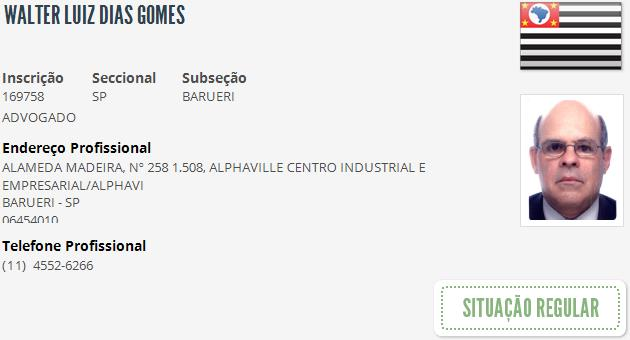 WALTER LUIZ DIAS GOMES
Inscrição Seccional Subseção
169758 SP BARUERI
ADVOGADO
Endereço Profissional
ALAMEDA MADEIRA, Nº 258 1.508, ALPHAVILLE CENTRO INDUSTRIAL E
EMPRESARIAL/ALPHAVI
BARUERI - SP
06454010
Telefone Profissional
(11) 4552-6266
SITUAÇÃO REGULAR